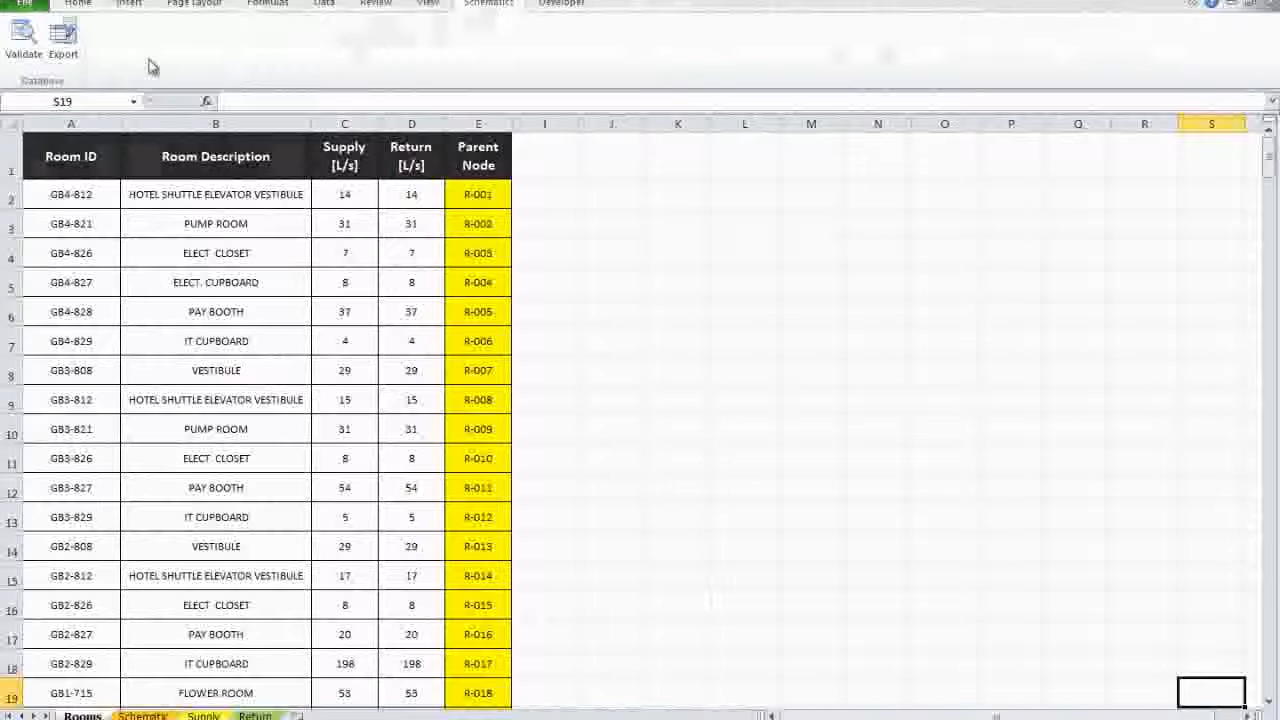 File Home Insert Page Layout Formulas Data Review View Schematics Developer
Validate Export
Database
S19 fx
A B C D E I J K L M N O P Q R S
1 Room ID Room Description Supply [L/s] Return [L/s] Parent Node
2 GB4-812 HOTEL SHUTTLE ELEVATOR VESTIBULE 14 14 R-001
3 GB4-821 PUMP ROOM 31 31 R-002
4 GB4-826 ELECT CLOSET 7 7 R-003
5 GB4-827 ELECT. CUPBOARD 8 8 R-004
6 GB4-828 PAY BOOTH 37 37 R-005
7 GB4-829 IT CUPBOARD 4 4 R-006
8 GB3-808 VESTIBULE 29 29 R-007
9 GB3-812 HOTEL SHUTTLE ELEVATOR VESTIBULE 15 15 R-008
10 GB3-821 PUMP ROOM 31 31 R-009
11 GB3-826 ELECT CLOSET 8 8 R-010
12 GB3-827 PAY BOOTH 54 54 R-011
13 GB3-829 IT CUPBOARD 5 5 R-012
14 GB2-808 VESTIBULE 29 29 R-013
15 GB2-812 HOTEL SHUTTLE ELEVATOR VESTIBULE 17 17 R-014
16 GB2-826 ELECT CLOSET 8 8 R-015
17 GB2-827 PAY BOOTH 20 20 R-016
18 GB2-829 IT CUPBOARD 198 198 R-017
19 GB1-715 FLOWER ROOM 53 53 R-018
Rooms Schematic Supply Return